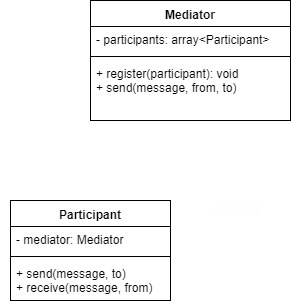 Mediator
- participants: array<Participant>
+ register(participant): void
+ send(message, from, to)
Participant
- mediator: Mediator
+ send(message, to)
+ receive(message, from)